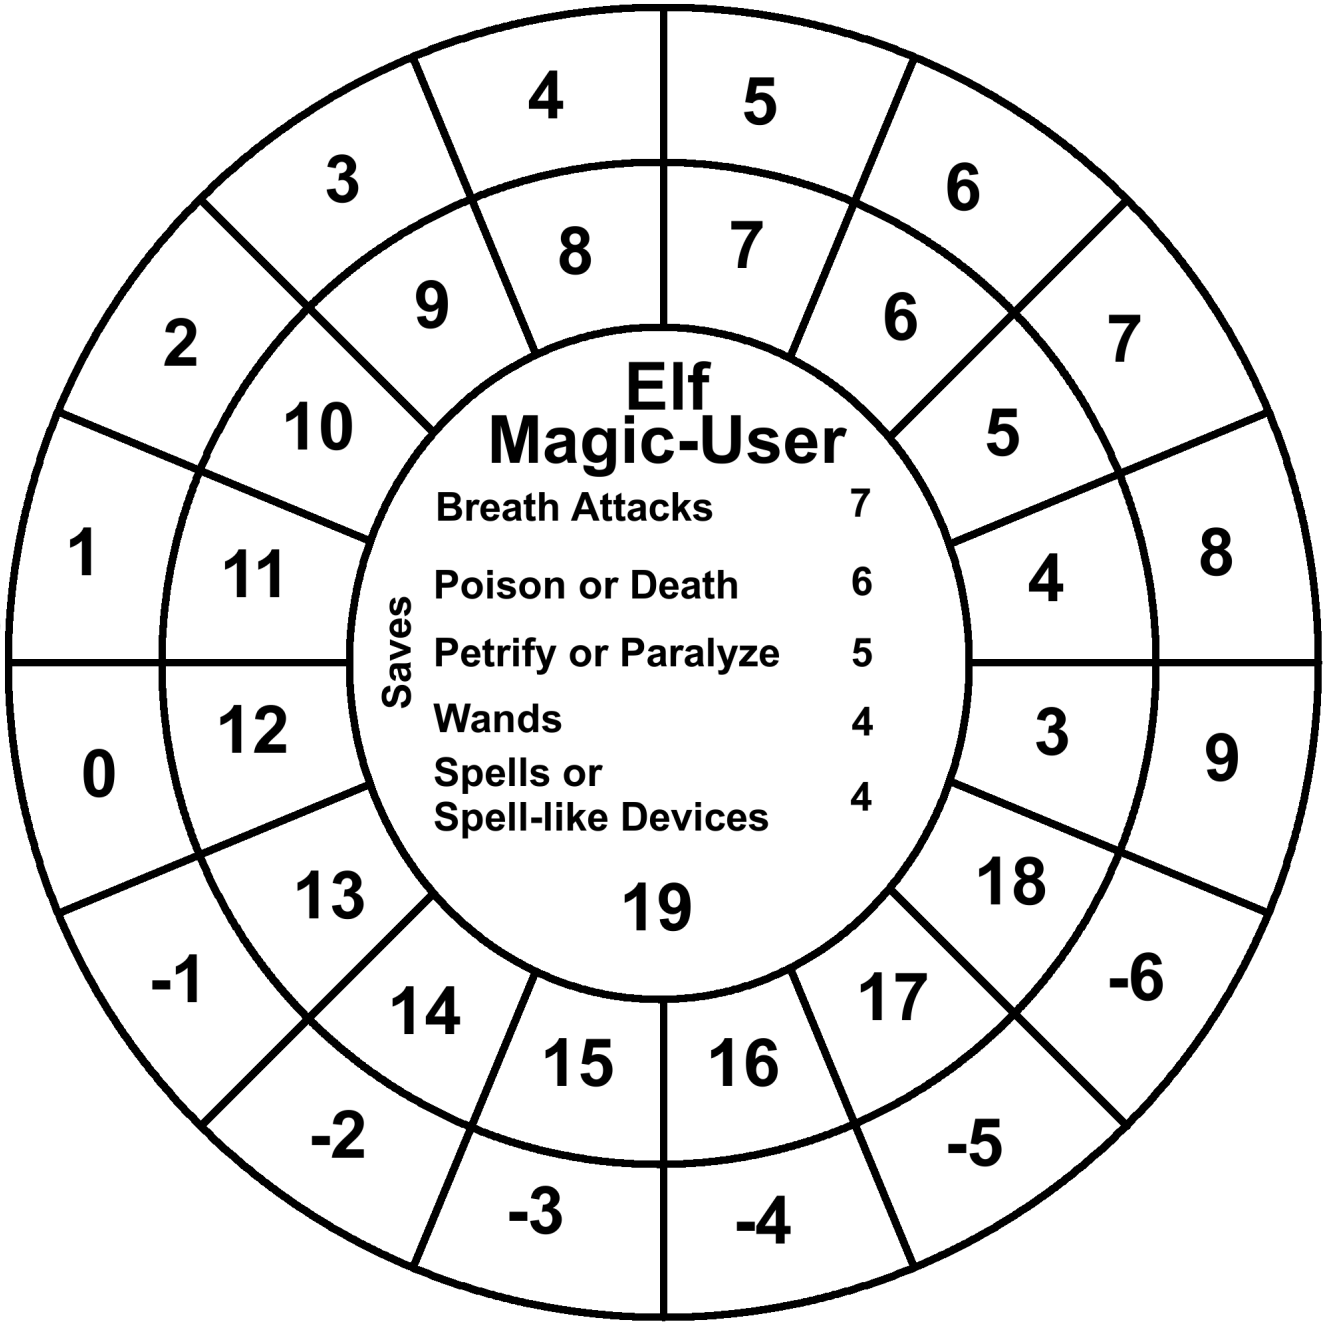 4 5
3 6
8 7
9 6
2 7
10 5
Elf
Magic-User
Breath Attacks 7
1 11 4 8
Saves
Poison or Death 6
Petrify or Paralyze 5
Wands 4
Spells or
Spell-like Devices 4
0 12 3 9
13 18
19
-1 -6
14 17
15 16
-2 -5
-3 -4